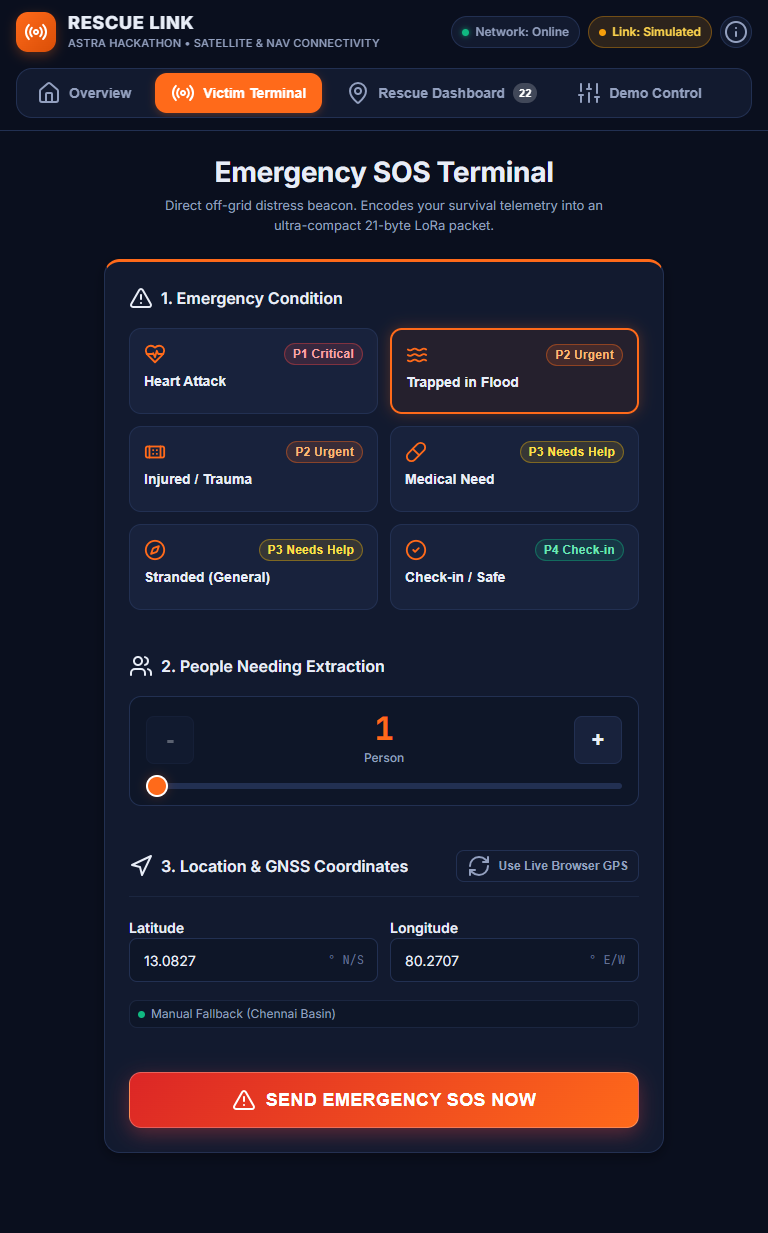 RESCUE LINK
ASTRA HACKATHON • SATELLITE & NAV CONNECTIVITY
Network: Online
Link: Simulated
Overview
Victim Terminal
Rescue Dashboard 22
Demo Control
Emergency SOS Terminal
Direct off-grid distress beacon. Encodes your survival telemetry into an
ultra-compact 21-byte LoRa packet.
1. Emergency Condition
P1 Critical
Heart Attack
P2 Urgent
Trapped in Flood
P2 Urgent
Injured / Trauma
P3 Needs Help
Medical Need
P3 Needs Help
Stranded (General)
P4 Check-in
Check-in / Safe
2. People Needing Extraction
-
1
+
Person
3. Location & GNSS Coordinates
Use Live Browser GPS
Latitude
13.0827 ° N/S
Longitude
80.2707 ° E/W
Manual Fallback (Chennai Basin)
SEND EMERGENCY SOS NOW